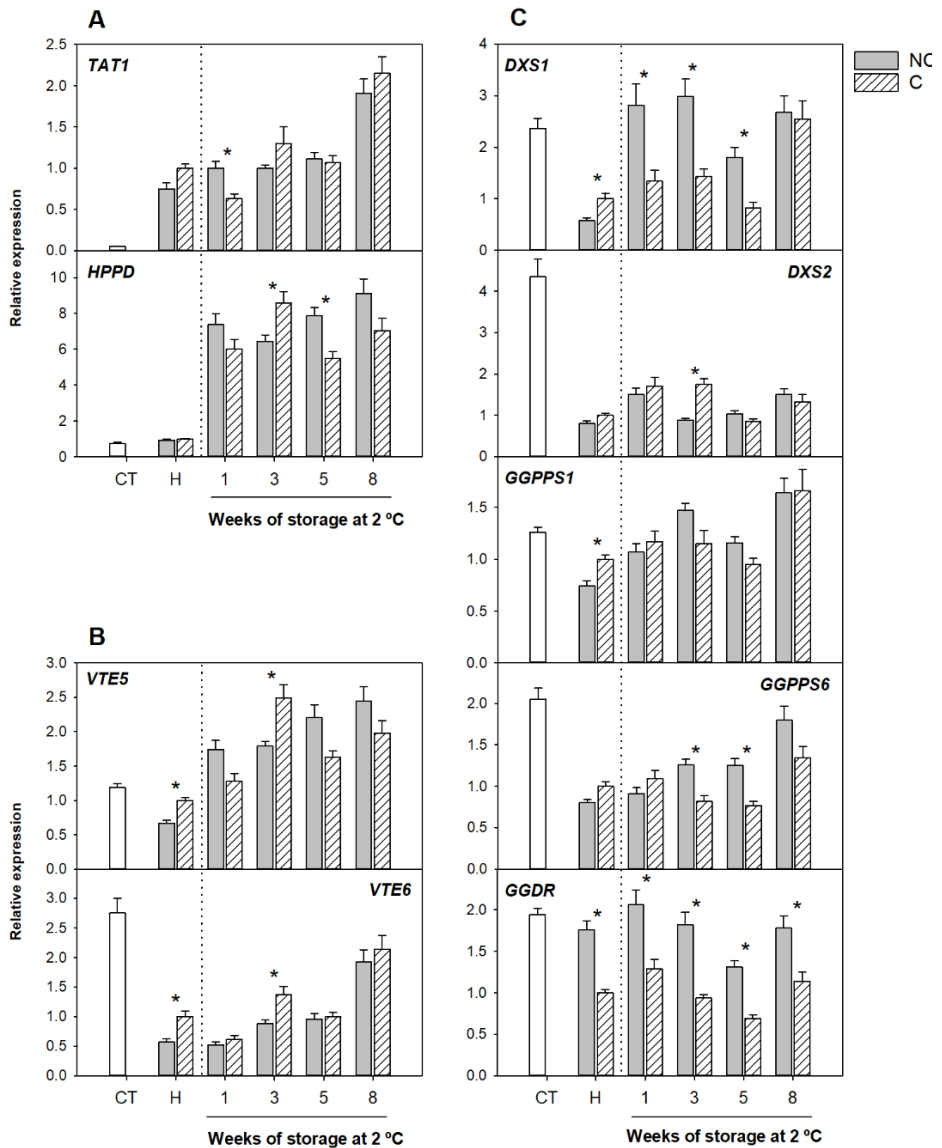 A
Relative expression
2.5
2.0
1.5
1.0
0.5
0.0
TAT1
*
10
8
6
4
2
0
HPPD
* *
CT H 1 3 5 8
Weeks of storage at 2 ºC
B
Relative expression
3.0
2.5
2.0
1.5
1.0
0.5
0.0
VTE5
* *
3.0
2.5
2.0
1.5
1.0
0.5
0.0
VTE6
* *
CT H 1 3 5 8
Weeks of storage at 2 ºC
C
4
3
2
1
0
DXS1
* * * *
NC
C
4
3
2
1
0
DXS2
*
1.5
1.0
0.5
0.0
GGPPS1
*
2.0
1.5
1.0
0.5
0.0
GGPPS6
* *
2.0
1.5
1.0
0.5
0.0
GGDR
* * * * *
CT H 1 3 5 8
Weeks of storage at 2 ºC